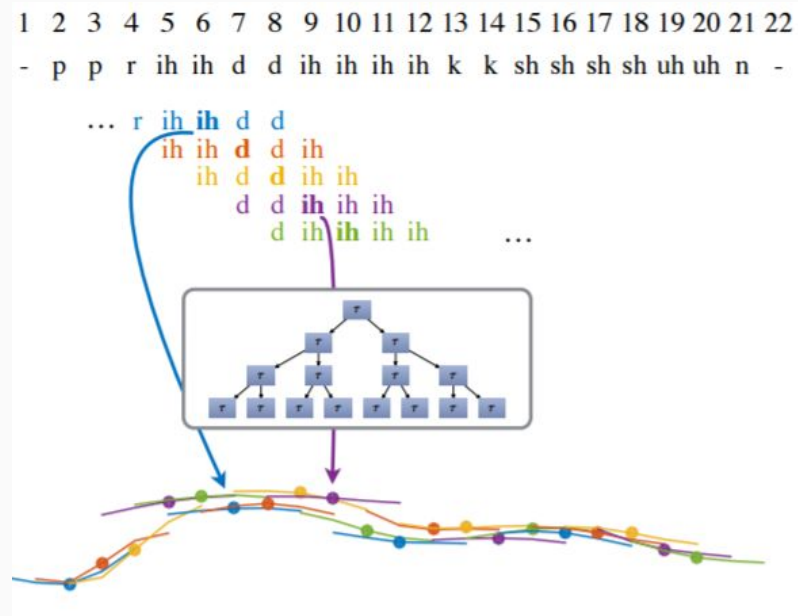 1 2 3 4 5 6 7 8 9 10 11 12 13 14 15 16 17 18 19 20 21 22
- p p r ih ih d d ih ih ih ih k k sh sh sh sh uh uh n -
... r ih ih d d
ih ih d d ih
ih d d ih ih
d d ih ih ih
d ih ih ih ih ...
τ
τ τ
τ τ τ τ
τ τ τ τ τ τ τ τ